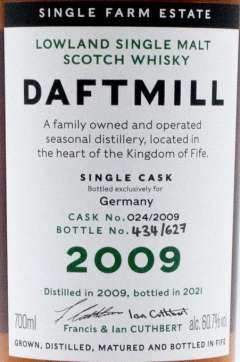 SINGLE FARM ESTATE
LOWLAND SINGLE MALT
SCOTCH WHISKY
DAFTMILL
A family owned and operated
seasonal distillery, located in
the heart of the Kingdom of Fife.
SINGLE CASK
Bottled exclusively for
Germany
CASK No. 024/2009
BOTTLE No. 434/627
2009
Distilled in 2009, bottled in 2021
700ml
Ian Cuthbert
alc. 60.7% vol
Francis & Ian CUTHBERT
GROWN, DISTILLED, MATURED AND BOTTLED IN FIFE